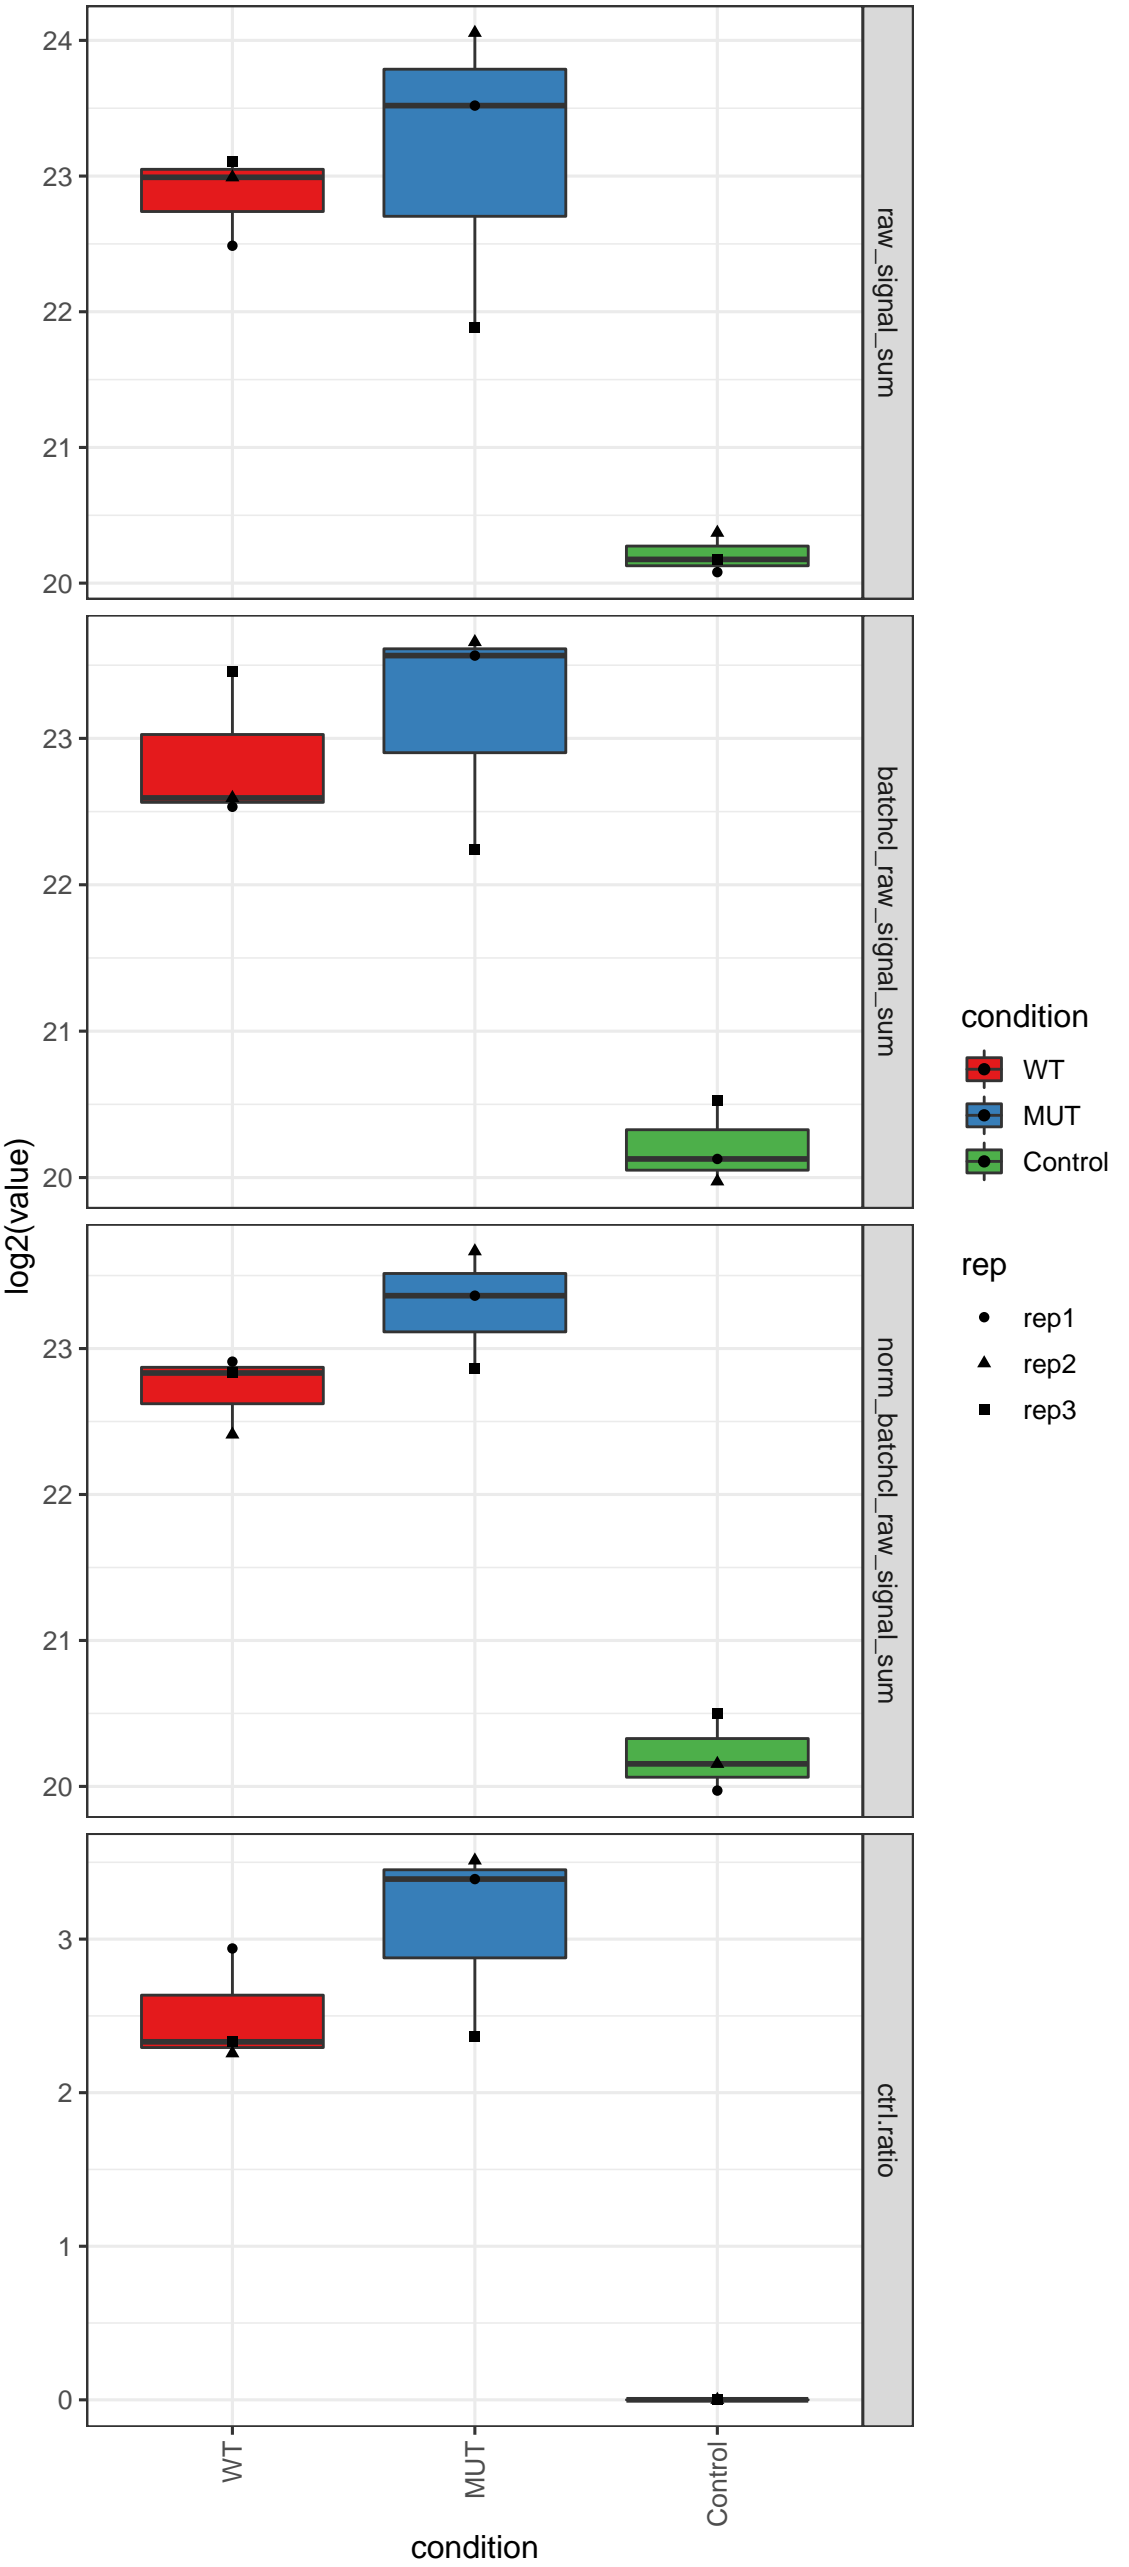 24
23
22
21
20
raw_signal_sum
23
22
21
20
batchcl_raw_signal_sum
23
22
21
20
norm_batchcl_raw_signal_sum
3
2
1
0
ctrl.ratio
log2(value)
WT
MUT
Control
condition
condition
WT
MUT
Control
rep
rep1
rep2
rep3